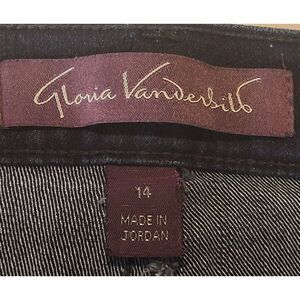 Gloria Vanderbilt
14
MADE IN
JORDAN